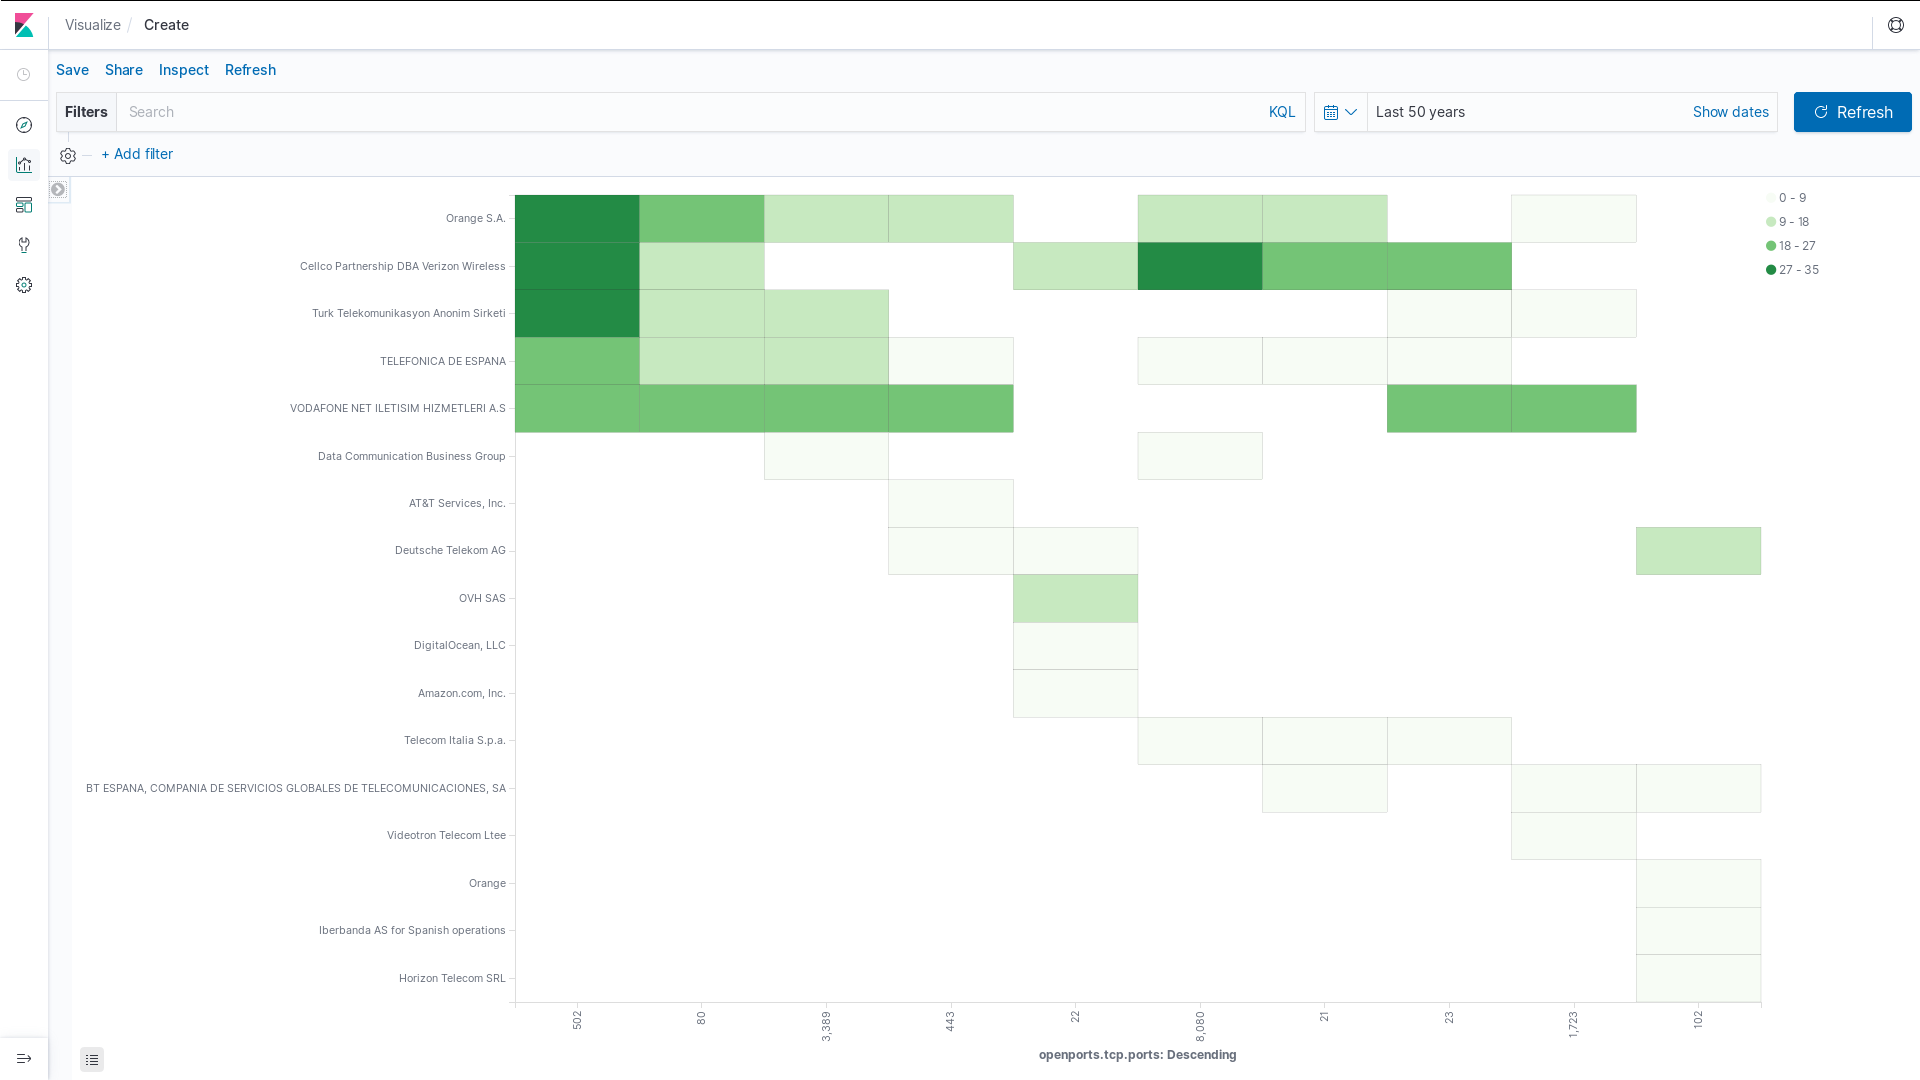 Visualize / Create
Save Share Inspect Refresh
Filters Search KQL Last 50 years Show dates Refresh
+ Add filter
Orange S.A.
Cellco Partnership DBA Verizon Wireless
Turk Telekomunikasyon Anonim Sirketi
TELEFONICA DE ESPANA
VODAFONE NET ILETISIM HIZMETLERI A.S
Data Communication Business Group
AT&T Services, Inc.
Deutsche Telekom AG
OVH SAS
DigitalOcean, LLC
Amazon.com, Inc.
Telecom Italia S.p.a.
BT ESPANA, COMPANIA DE SERVICIOS GLOBALES DE TELECOMUNICACIONES, SA
Videotron Telecom Ltee
Orange
Iberbanda AS for Spanish operations
Horizon Telecom SRL
0 - 9
9 - 18
18 - 27
27 - 35
502 80 3,389 443 22 8,080 21 23 1,723 102
openports.tcp.ports: Descending